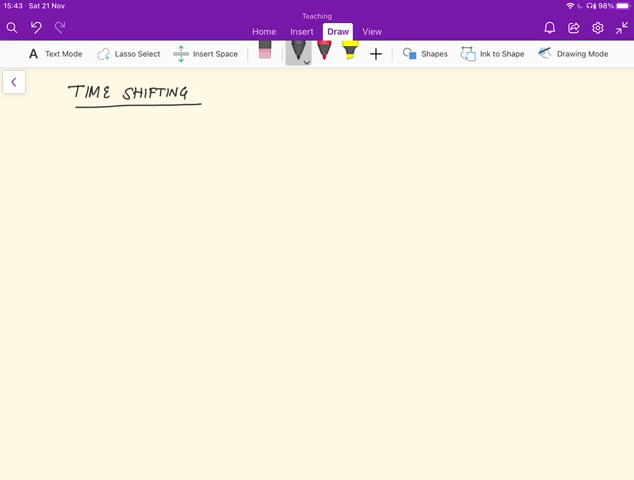 15:43 Sat 21 Nov 98%
Teaching
Home Insert Draw View
A Text Mode Lasso Select Insert Space Shapes Ink to Shape Drawing Mode
TIME SHIFTING